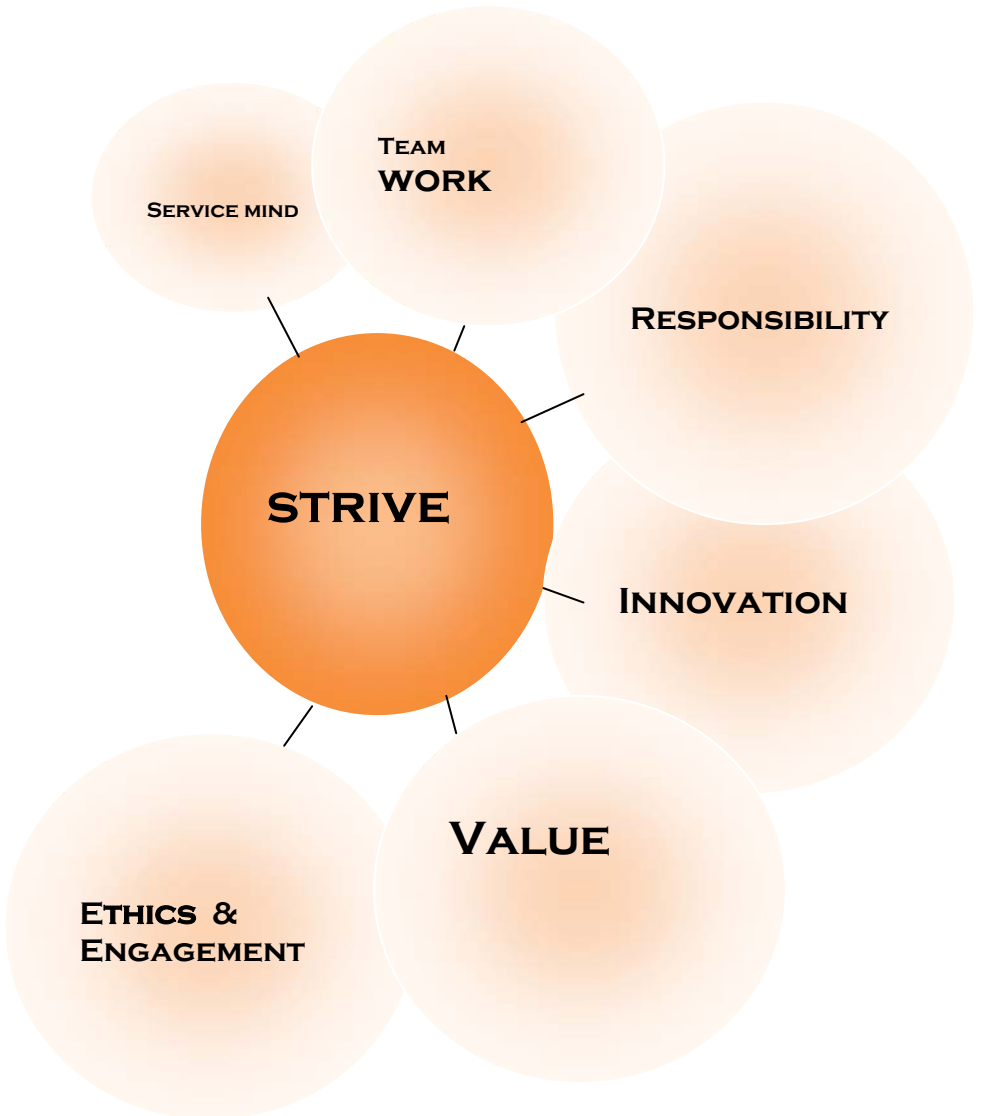 Service mind
Team
WORK
Responsibility
STRIVE
Innovation
Value
Ethics &
Engagement